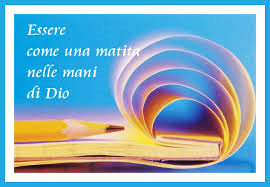 Essere
come una matita
nelle mani
di Dio